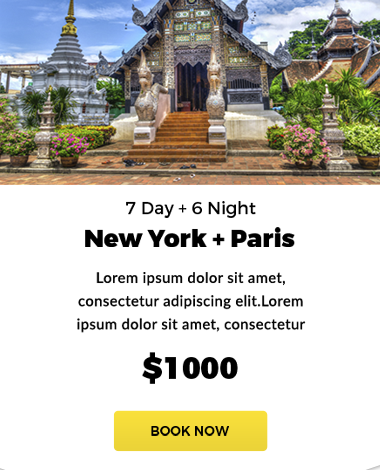 7 Day + 6 Night
New York + Paris
Lorem ipsum dolor sit amet,
consectetur adipiscing elit.Lorem
ipsum dolor sit amet, consectetur
$1000
BOOK NOW